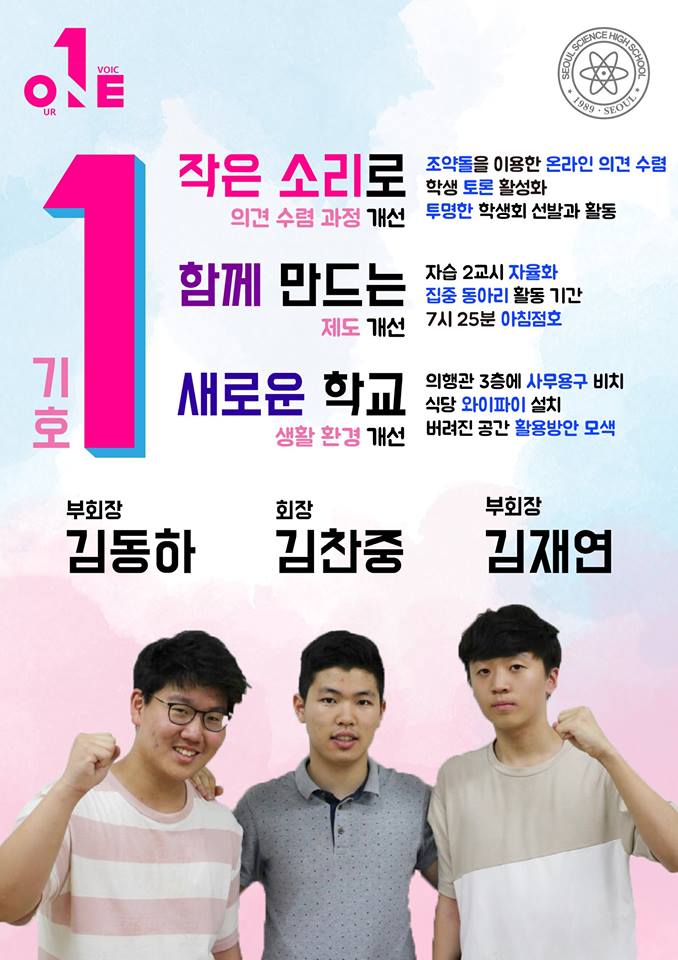 1
OUR
ONE
VOIC
SEOUL SCIENCE HIGH SCHOOL
· 1989 · SEOUL ·
기호
1
작은 소리로
의견 수렴 과정 개선
조약돌을 이용한 온라인 의견 수렴
학생 토론 활성화
투명한 학생회 선발과 활동
함께 만드는
제도 개선
자습 2교시 자율화
집중 동아리 활동 기간
7시 25분 아침점호
새로운 학교
생활 환경 개선
의행관 3층에 사무용구 비치
식당 와이파이 설치
버려진 공간 활용방안 모색
부회장
김동하
회장
김찬중
부회장
김재연